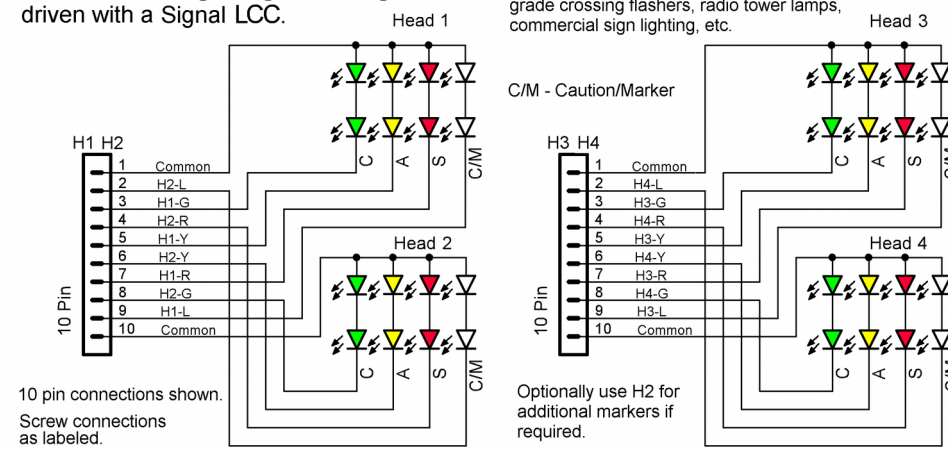 driven with a Signal LCC.
grade crossing flashers, radio tower lamps,
commercial sign lighting, etc.
Head 1
C
A
S
C/M
H1 H2
1 Common
2 H2-L
3 H1-G
4 H2-R
5 H1-Y
6 H2-Y
7 H1-R
8 H2-G
9 H1-L
10 Common
10 Pin
Head 2
C
A
S
C/M
10 pin connections shown.
Screw connections
as labeled.
C/M - Caution/Marker
Head 3
C
A
S
H3 H4
1 Common
2 H4-L
3 H3-G
4 H4-R
5 H3-Y
6 H4-Y
7 H3-R
8 H4-G
9 H3-L
10 Common
10 Pin
Head 4
C
A
S
Optionally use H2 for
additional markers if
required.